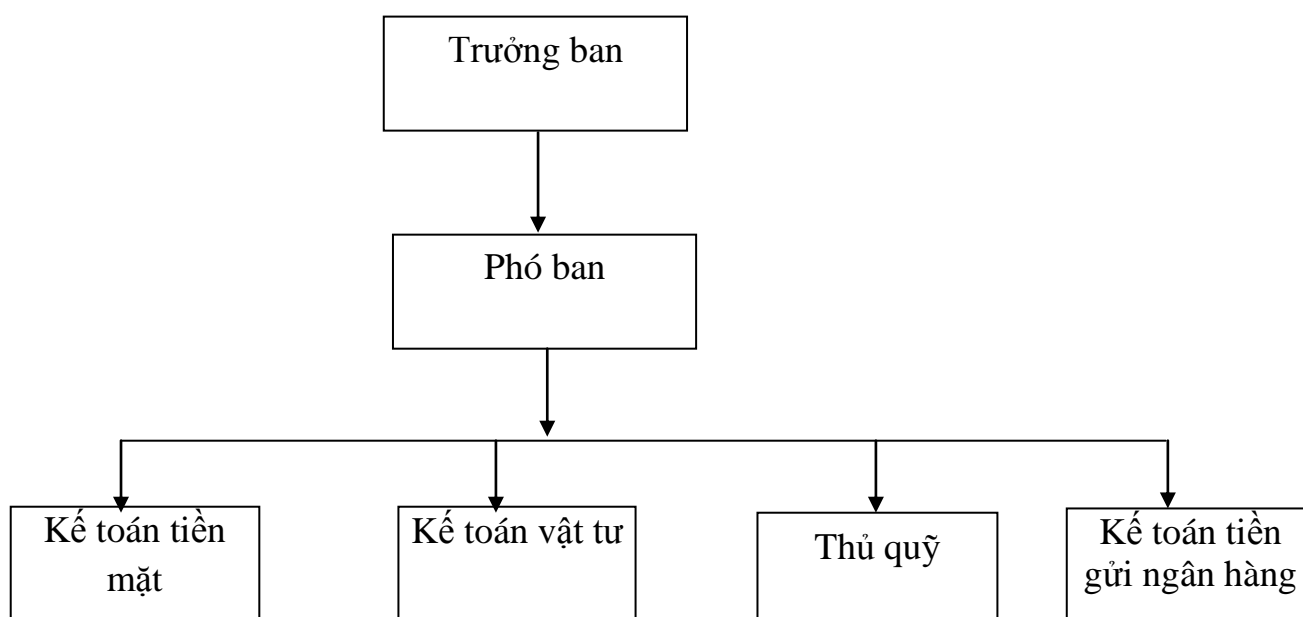 Trưởng ban
Phó ban
Kế toán tiền
mặt
Kế toán vật tư
Thủ quỹ
Kế toán tiền
gửi ngân hàng